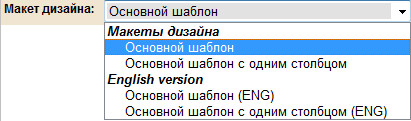 Макет дизайна: Основной шаблон
Макеты дизайна
Основной шаблон
Основной шаблон с одним столбцом
English version
Основной шаблон (ENG)
Основной шаблон с одним столбцом (ENG)